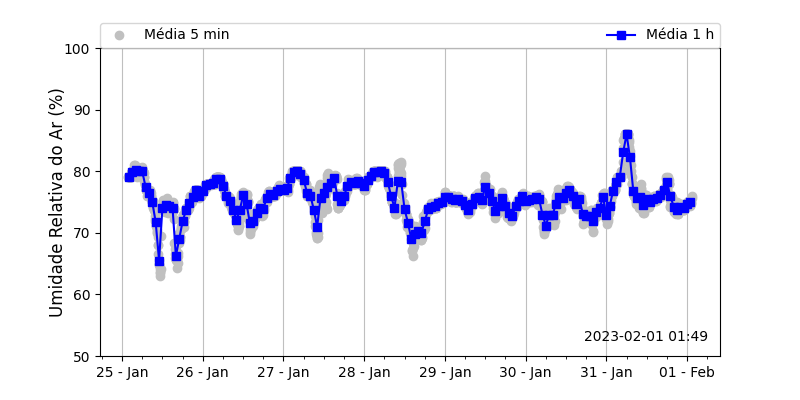 Média 5 min
Média 1 h
Umidade Relativa do Ar (%)
100
90
80
70
60
50
2023-02-01 01:49
25 - Jan
26 - Jan
27 - Jan
28 - Jan
29 - Jan
30 - Jan
31 - Jan
01 - Feb